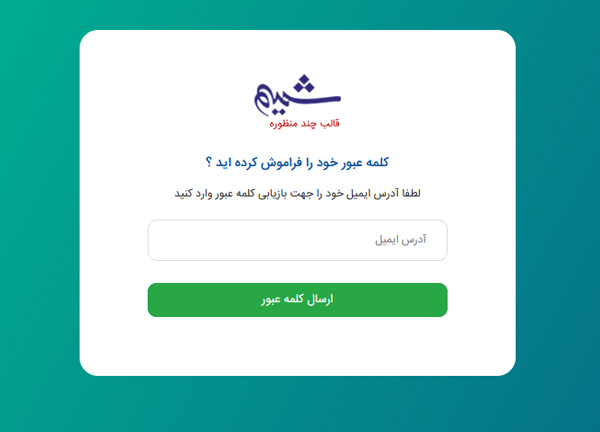 شمیم
قالب چند منظوره
کلمه عبور خود را فراموش کرده اید ؟
لطفا آدرس ایمیل خود را جهت بازیابی کلمه عبور وارد کنید
آدرس ایمیل
ارسال کلمه عبور